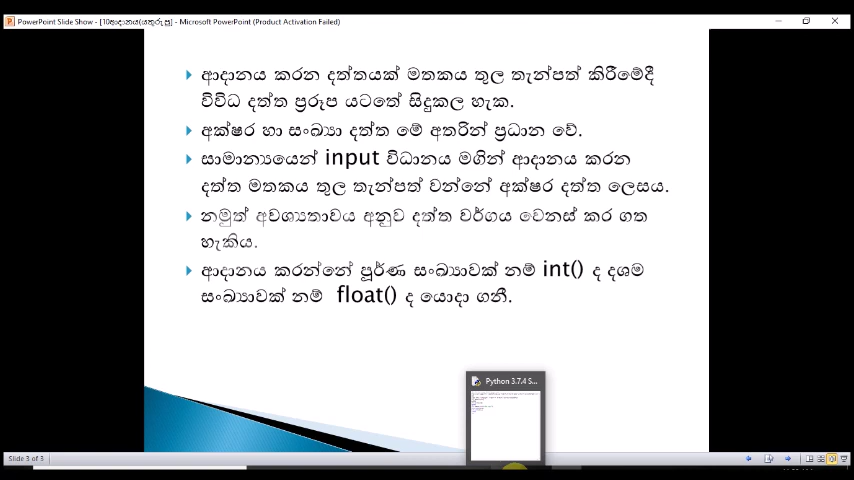 PowerPoint Slide Show - [10ආදානය(යතුරු පු] - Microsoft PowerPoint (Product Activation Failed)
ආදානය කරන දත්තයක් මතකය තුල තැන්පත් කිරීමේදී
විවිධ දත්ත ප්‍රරූප යටතේ සිදුකල හැක.
අක්ෂර හා සංඛ්‍යා දත්ත මේ අතරින් ප්‍රධාන වේ.
සාමාන්‍යයෙන් input විධානය මගින් ආදානය කරන
දත්ත මතකය තුල තැන්පත් වන්නේ අක්ෂර දත්ත ලෙසය.
නමුත් අවශ්‍යතාවය අනුව දත්ත වර්ගය වෙනස් කර ගත
හැකිය.
ආදානය කරන්නේ පූර්ණ සංඛ්‍යාවක් නම් int() ද දශම
සංඛ්‍යාවක් නම් float() ද යොදා ගනී.
Python 3.7.4 S...
Slide 3 of 3